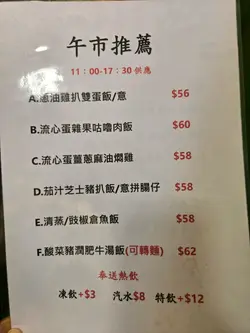 午市推薦
11：00-17：30 供應
A.蔥油雞扒雙蛋飯/意 $56
B.流心蛋雜果咕嚕肉飯 $60
C.流心蛋薑蔥麻油燜雞 $58
D.茄汁芝士豬扒飯/意拼腸仔 $58
E.清蒸/豉椒倉魚飯 $58
F.酸菜豬潤肥牛湯飯(可轉麵) $62
奉送熱飲
凍飲+$3 汽水$8 特飲+$12